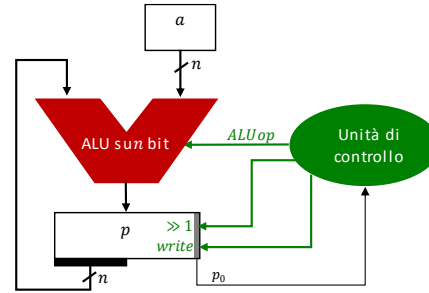 a
n
ALU su n bit
ALUop
Unità di
controllo
p
≫ 1
write
n
p₀